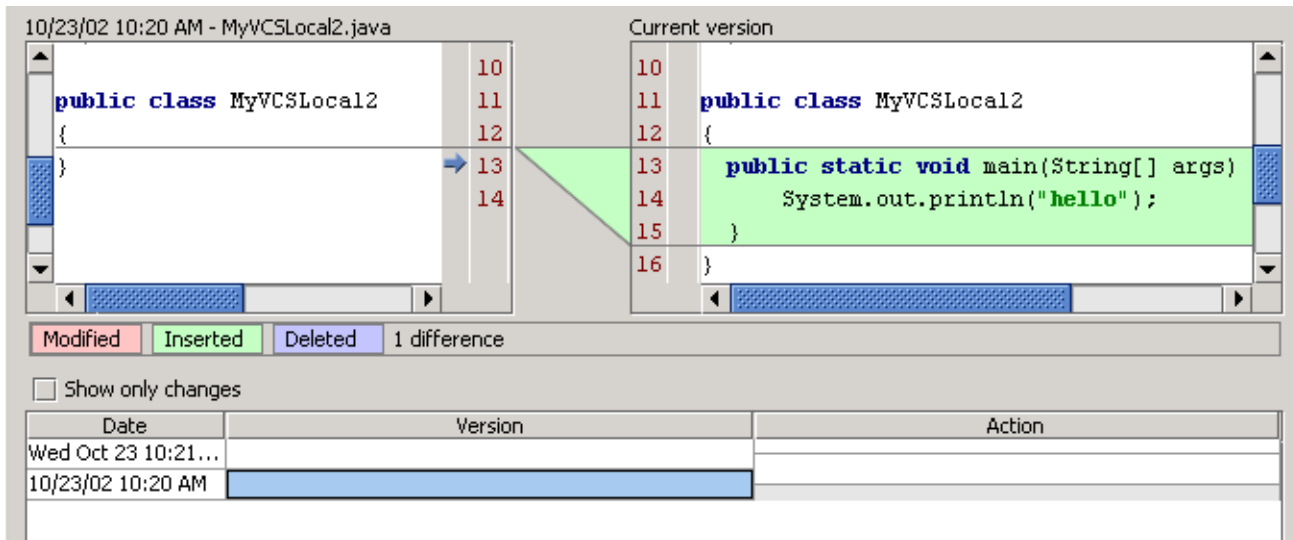 10/23/02 10:20 AM - MyVCSLocal2.java
10
public class MyVCSLocal2 11
{ 12
} 13
14
Current version
10
11 public class MyVCSLocal2
12 {
13 public static void main(String[] args)
14 System.out.println("hello");
15 }
16 }
Modified Inserted Deleted 1 difference
Show only changes
Date Version Action
Wed Oct 23 10:21...
10/23/02 10:20 AM